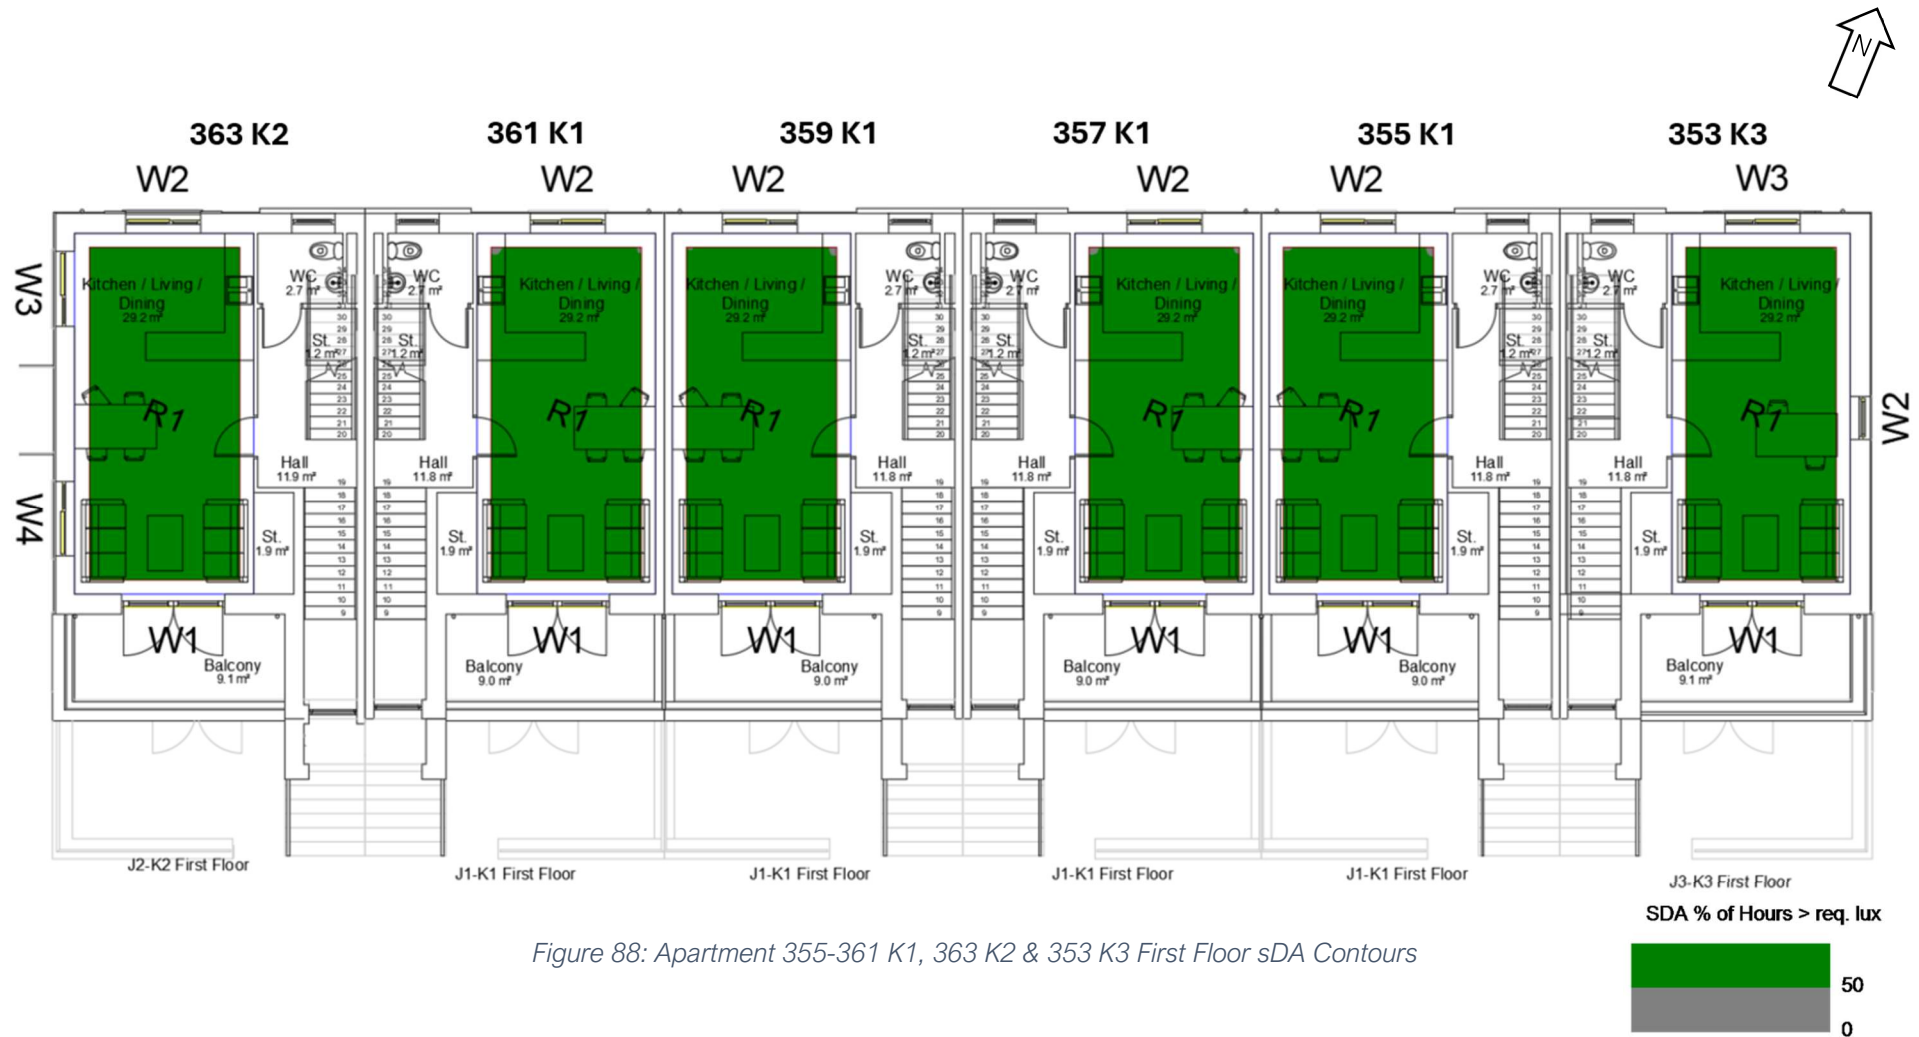 N
363 K2
361 K1
359 K1
357 K1
355 K1
353 K3
W2
W2
W2
W2
W2
W3
W3
W4
W2
Kitchen / Living /
Dining
29.2 m²
R1
WC
2.7 m²
St.
1.2 m²
Hall
11.9 m²
St.
1.9 m²
W1
Balcony
9.1 m²
WC
2.7 m²
St.
1.2 m²
Hall
11.8 m²
St.
1.9 m²
Kitchen / Living /
Dining
29.2 m²
R1
W1
Balcony
9.0 m²
Kitchen / Living /
Dining
29.2 m²
R1
WC
2.7 m²
St.
1.2 m²
Hall
11.8 m²
St.
1.9 m²
W1
Balcony
9.0 m²
WC
2.7 m²
St.
1.2 m²
Hall
11.8 m²
St.
1.9 m²
Kitchen / Living /
Dining
29.2 m²
R1
W1
Balcony
9.0 m²
Kitchen / Living /
Dining
29.2 m²
R1
WC
2.7 m²
St.
1.2 m²
Hall
11.8 m²
St.
1.9 m²
W1
Balcony
9.0 m²
WC
2.7 m²
St.
1.2 m²
Hall
11.8 m²
St.
1.9 m²
Kitchen / Living /
Dining
29.2 m²
R1
W1
Balcony
9.1 m²
J2-K2 First Floor
J1-K1 First Floor
J1-K1 First Floor
J1-K1 First Floor
J1-K1 First Floor
J3-K3 First Floor
SDA % of Hours > req. lux
50
0
Figure 88: Apartment 355-361 K1, 363 K2 & 353 K3 First Floor sDA Contours